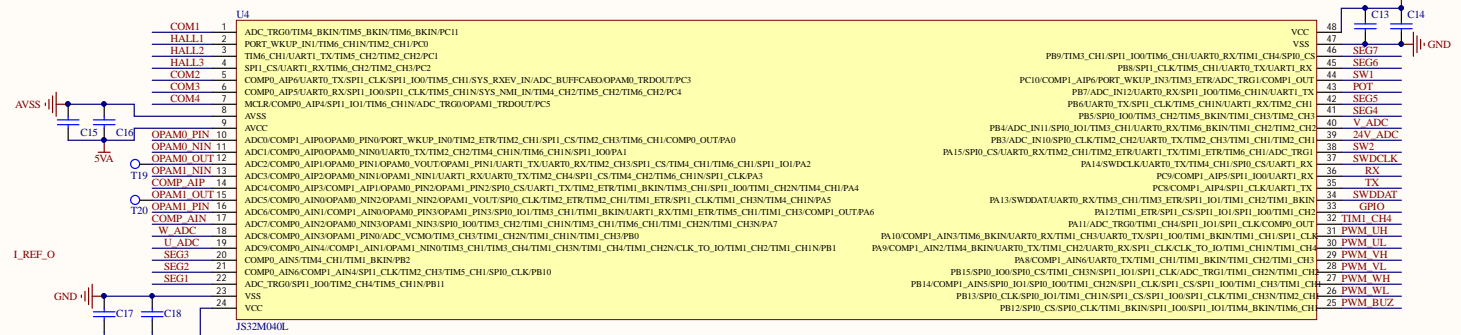 U4
COM1 1 ADC_TRG0/TIM4_BKIN/TIM5_BKIN/TIM6_BKIN/PC11
HALL1 2 PORT_WKUP_IN1/TIM6_CH1N/TIM2_CH1/PC0
HALL2 3 TIM6_CH1/UART1_TX/TIM5_CH2/TIM2_CH2/PC1
HALL3 4 SPI1_CS/UART1_RX/TIM6_CH2/TIM2_CH3/PC2
COM2 5 COMP0_AIP6/UART0_TX/SPI1_CLK/SPI1_IO0/TIM5_CH1/SYS_RXEV_IN/ADC_BUFFCAEO/OPAM0_TRDOUT/PC3
COM3 6 COMP0_AIP5/UART0_RX/SPI1_IO0/SPI1_CLK/TIM5_CH1N/SYS_NMI_IN/TIM4_CH2/TIM5_CH2/TIM6_CH2/PC4
COM4 7 MCLR/COMP0_AIP4/SPI1_IO1/TIM6_CH1N/ADC_TRG0/OPAM1_TRDOUT/PC5
AVSS 8 AVSS
C15 C16 9 AVCC
5VA
OPAM0_PIN 10 ADC0/COMP1_AIP0/OPAM0_PIN0/PORT_WKUP_IN0/TIM2_ETR/TIM2_CH1/SPI1_CS/TIM2_CH3/TIM6_CH1/COMP0_OUT/PA0
OPAM0_NIN 11 ADC1/COMP0_AIP0/OPAM0_NIN0/UART0_TX/TIM2_CH2/TIM4_CH1N/TIM6_CH1N/SPI1_IO0/PA1
T19 OPAM0_OUT 12 ADC2/COMP0_AIP1/OPAM0_PIN1/OPAM0_VOUT/OPAM1_PIN1/UART1_TX/UART0_RX/TIM2_CH3/SPI1_CS/TIM4_CH1/TIM6_CH1/SPI1_IO1/PA2
OPAM1_NIN 13 ADC3/COMP0_AIP2/OPAM0_NIN1/OPAM1_NIN1/UART1_RX/UART0_TX/TIM2_CH4/SPI1_CS/TIM4_CH2/TIM6_CH1N/SPI1_CLK/PA3
COMP_AIP 14 ADC4/COMP0_AIP3/COMP1_AIP1/OPAM0_PIN2/OPAM1_PIN2/SPI0_CS/UART1_TX/TIM2_ETR/TIM1_BKIN/TIM3_CH1/SPI1_IO0/TIM1_CH2N/TIM4_CH1/PA4
T20 OPAM1_OUT 15 ADC5/COMP0_AIN0/OPAM0_NIN2/OPAM1_NIN2/OPAM1_VOUT/SPI0_CLK/TIM2_ETR/TIM2_CH1/TIM1_ETR/SPI1_CLK/TIM1_CH3N/TIM4_CH1N/PA5
OPAM1_PIN 16 ADC6/COMP0_AIN1/COMP1_AIN0/OPAM0_PIN3/OPAM1_PIN3/SPI0_IO1/TIM3_CH1/TIM1_BKIN/UART1_RX/TIM1_ETR/TIM5_CH1/TIM1_CH3/COMP1_OUT/PA6
COMP_AIN 17 ADC7/COMP0_AIN2/OPAM0_NIN3/OPAM1_NIN3/SPI0_IO0/TIM3_CH2/TIM1_CH1N/TIM3_CH1/TIM6_CH1/TIM1_CH2N/TIM1_CH3N/PA7
W_ADC 18 ADC8/COMP0_AIN3/OPAM1_PIN0/ADC_VCMO/TIM3_CH3/TIM1_CH2N/TIM1_CH1N/TIM3_CH3/PB0
U_ADC 19 ADC9/COMP0_AIN4//COMP1_AIN1/OPAM1_NIN0/TIM3_CH1/TIM3_CH4/TIM1_CH3N/TIM1_CH4/TIM1_CH2N/CLK_TO_IO/TIM1_CH2/TIM1_CH1N/PB1
I_REF_O SEG3 20 COMP0_AIN5/TIM4_CH1/TIM1_BKIN/PB2
SEG2 21 COMP0_AIN6/COMP1_AIN4/SPI1_CLK/TIM2_CH3/TIM5_CH1/SPI0_CLK/PB10
SEG1 22 ADC_TRG0/SPI1_IO0/TIM2_CH4/TIM5_CH1N/PB11
GND 23 VSS
C17 C18 24 VCC
JS32M040L
VCC 48 C13 C14
VSS 47 GND
PB9/TIM3_CH1/SPI1_IO0/TIM6_CH1/UART0_RX/TIM1_CH4/SPI0_CS 46 SEG7
PB8/SPI1_CLK/TIM5_CH1/UART0_TX/UART1_RX 45 SEG6
PC10/COMP1_AIP6/PORT_WKUP_IN3/TIM3_ETR/ADC_TRG1/COMP1_OUT 44 SW1
PB7/ADC_IN12/UART0_RX/SPI1_IO0/TIM6_CH1N/UART1_TX 43 POT
PB6/UART0_TX/SPI1_CLK/TIM5_CH1N/UART1_RX/TIM2_CH1 42 SEG5
PB5/SPI0_IO0/TIM3_CH2/TIM5_BKIN/TIM1_CH3/TIM2_CH3 41 SEG4
PB4/ADC_IN11/SPI0_IO1/TIM3_CH1/UART0_RX/TIM6_BKIN/TIM1_CH2/TIM2_CH2 40 V_ADC
PB3/ADC_IN10/SPI0_CLK/TIM2_CH2/UART0_TX/TIM3_CH1/TIM1_CH1/TIM2_CH1 39 24V_ADC
PA15/SPI0_CS/UART0_RX/TIM2_CH1/TIM2_ETR/UART1_TX/TIM1_ETR/TIM6_CH1/ADC_TRG1 38 SW2
PA14/SWDCLK/UART0_TX/TIM4_CH1/SPI0_CS/UART1_RX 37 SWDCLK
PC9/COMP1_AIP5/SPI1_IO0/UART1_RX 36 RX
PC8/COMP1_AIP4/SPI1_CLK/UART1_TX 35 TX
PA13/SWDDAT/UART0_RX/TIM3_CH1/TIM3_ETR/SPI1_IO1/TIM1_CH2/TIM1_BKIN 34 SWDDAT
PA12/TIM1_ETR/SPI1_CS/SPI1_IO1/SPI0_IO0/TIM1_CH2 33 GPIO
PA11/ADC_TRG0/TIM1_CH4/SPI1_IO1/SPI1_CLK/COMP0_OUT 32 TIM1_CH4
PA10/COMP1_AIN3/TIM6_BKIN/UART0_RX/TIM1_CH3/UART0_TX/SPI1_IO0/TIM1_BKIN/TIM1_CH1/SPI1_CLK 31 PWM_UH
PA9/COMP1_AIN2/TIM4_BKIN/UART0_TX/TIM1_CH2/UART0_RX/SPI1_CLK/CLK_TO_IO/TIM1_CH1N/TIM1_CH4 30 PWM_UL
PA8/COMP1_AIN6/UART0_TX/TIM1_CH1/TIM1_BKIN/TIM1_CH2N/TIM1_CH3 29 PWM_VH
PB15/SPI0_IO0/SPI0_CS/TIM1_CH3N/SPI1_IO1/SPI1_CLK/ADC_TRG1/TIM1_CH2N/TIM1_CH2 28 PWM_VL
PB14/COMP1_AIN5/SPI0_IO1/SPI0_IO0/TIM1_CH2N/SPI1_CLK/SPI1_CS/SPI1_IO0/TIM1_CH3/TIM1_CH1 27 PWM_WH
PB13/SPI0_CLK/SPI0_IO1/TIM1_CH1N/SPI1_CS/SPI1_IO0/SPI1_CLK/TIM1_CH3N/TIM2_CH1 26 PWM_WL
PB12/SPI0_CS/SPI0_CLK/TIM1_BKIN/SPI1_IO0/SPI1_IO1/TIM4_BKIN/TIM6_CH1 25 PWM_BUZ